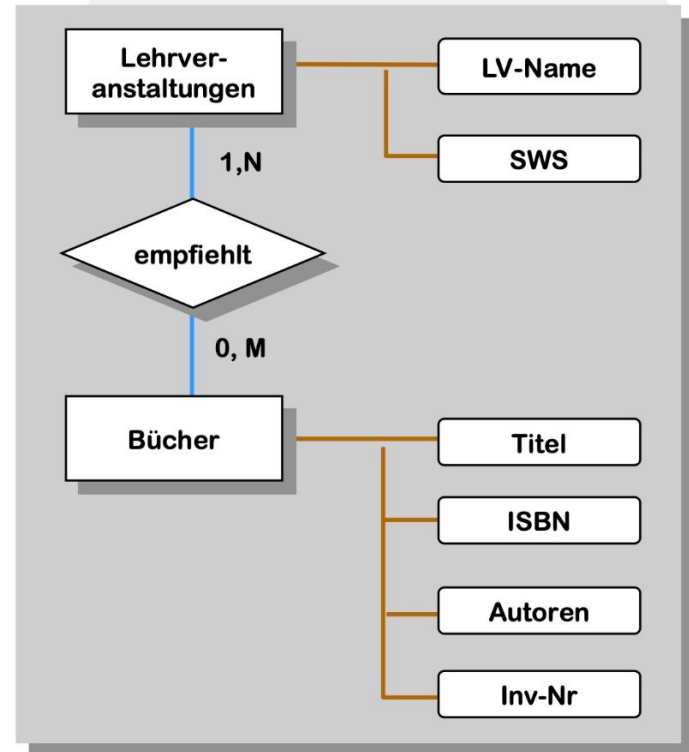 Lehrver-
anstaltungen
LV-Name
SWS
1,N
empfiehlt
0, M
Bücher
Titel
ISBN
Autoren
Inv-Nr